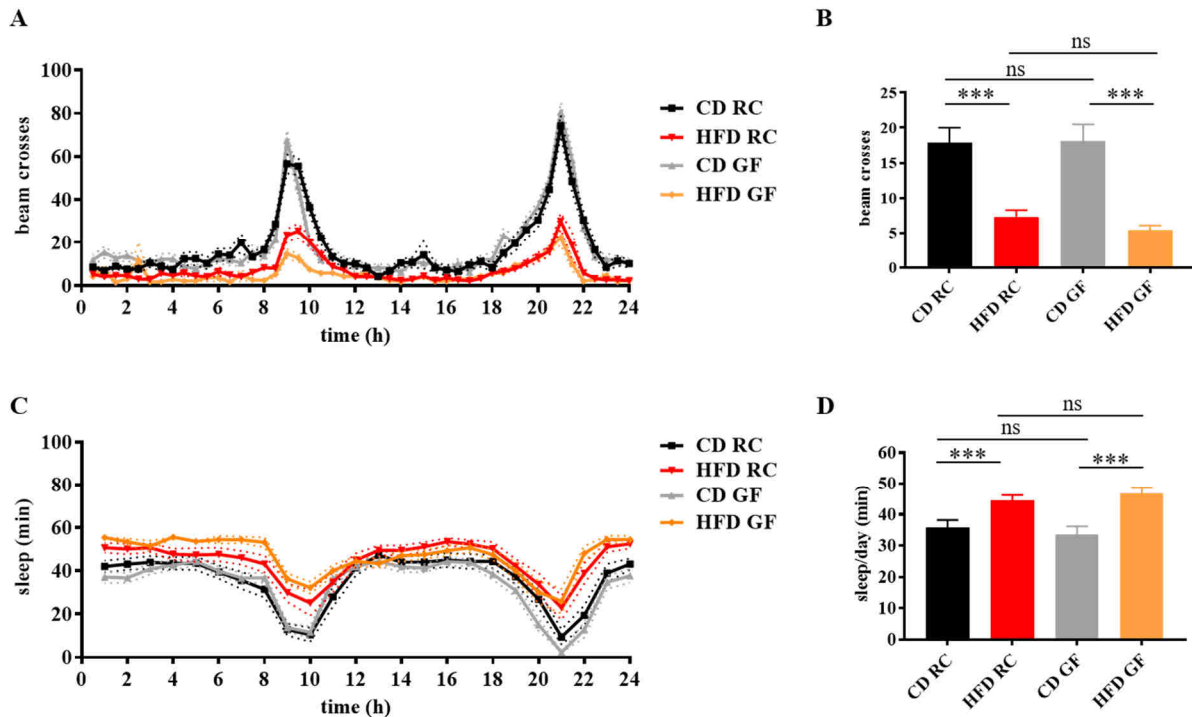 A
beam crosses
100
80
60
40
20
0
0 2 4 6 8 10 12 14 16 18 20 22 24
time (h)
CD RC
HFD RC
CD GF
HFD GF
B
ns
ns
*** ***
beam crosses
25
20
15
10
5
0
CD RC HFD RC CD GF HFD GF
C
sleep (min)
100
80
60
40
20
0
0 2 4 6 8 10 12 14 16 18 20 22 24
time (h)
CD RC
HFD RC
CD GF
HFD GF
D
ns
ns
*** ***
sleep/day (min)
60
50
40
30
20
10
0
CD RC HFD RC CD GF HFD GF